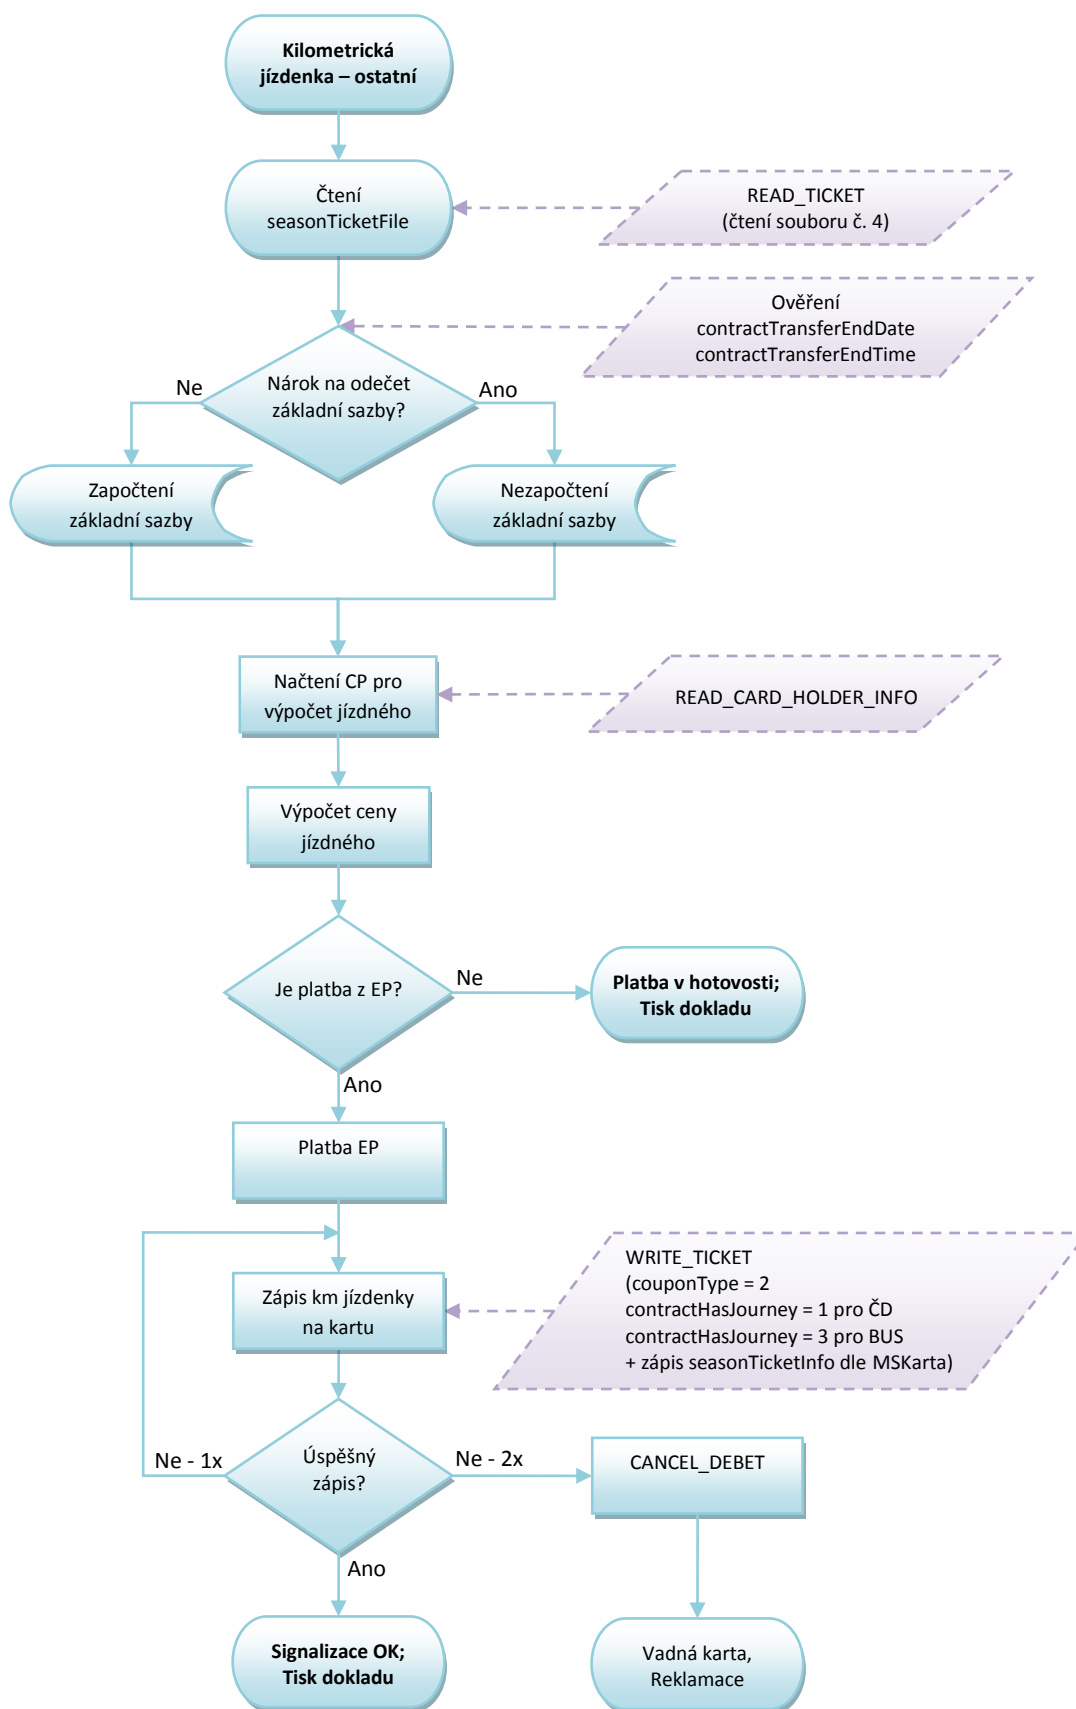 Kilometrická
jízdenka – ostatní
Čtení
seasonTicketFile
READ_TICKET
(čtení souboru č. 4)
Ověření
contractTransferEndDate
contractTransferEndTime
Ne
Nárok na odečet
základní sazby?
Ano
Započtení
základní sazby
Nezapočtení
základní sazby
Načtení CP pro
výpočet jízdného
READ_CARD_HOLDER_INFO
Výpočet ceny
jízdného
Je platba z EP?
Ne
Platba v hotovosti;
Tisk dokladu
Ano
Platba EP
WRITE_TICKET
(couponType = 2
contractHasJourney = 1 pro ČD
contractHasJourney = 3 pro BUS
+ zápis seasonTicketInfo dle MSKarta)
Zápis km jízdenky
na kartu
Ne - 1x
Úspěšný
zápis?
Ne - 2x
CANCEL_DEBET
Ano
Signalizace OK;
Tisk dokladu
Vadná karta,
Reklamace